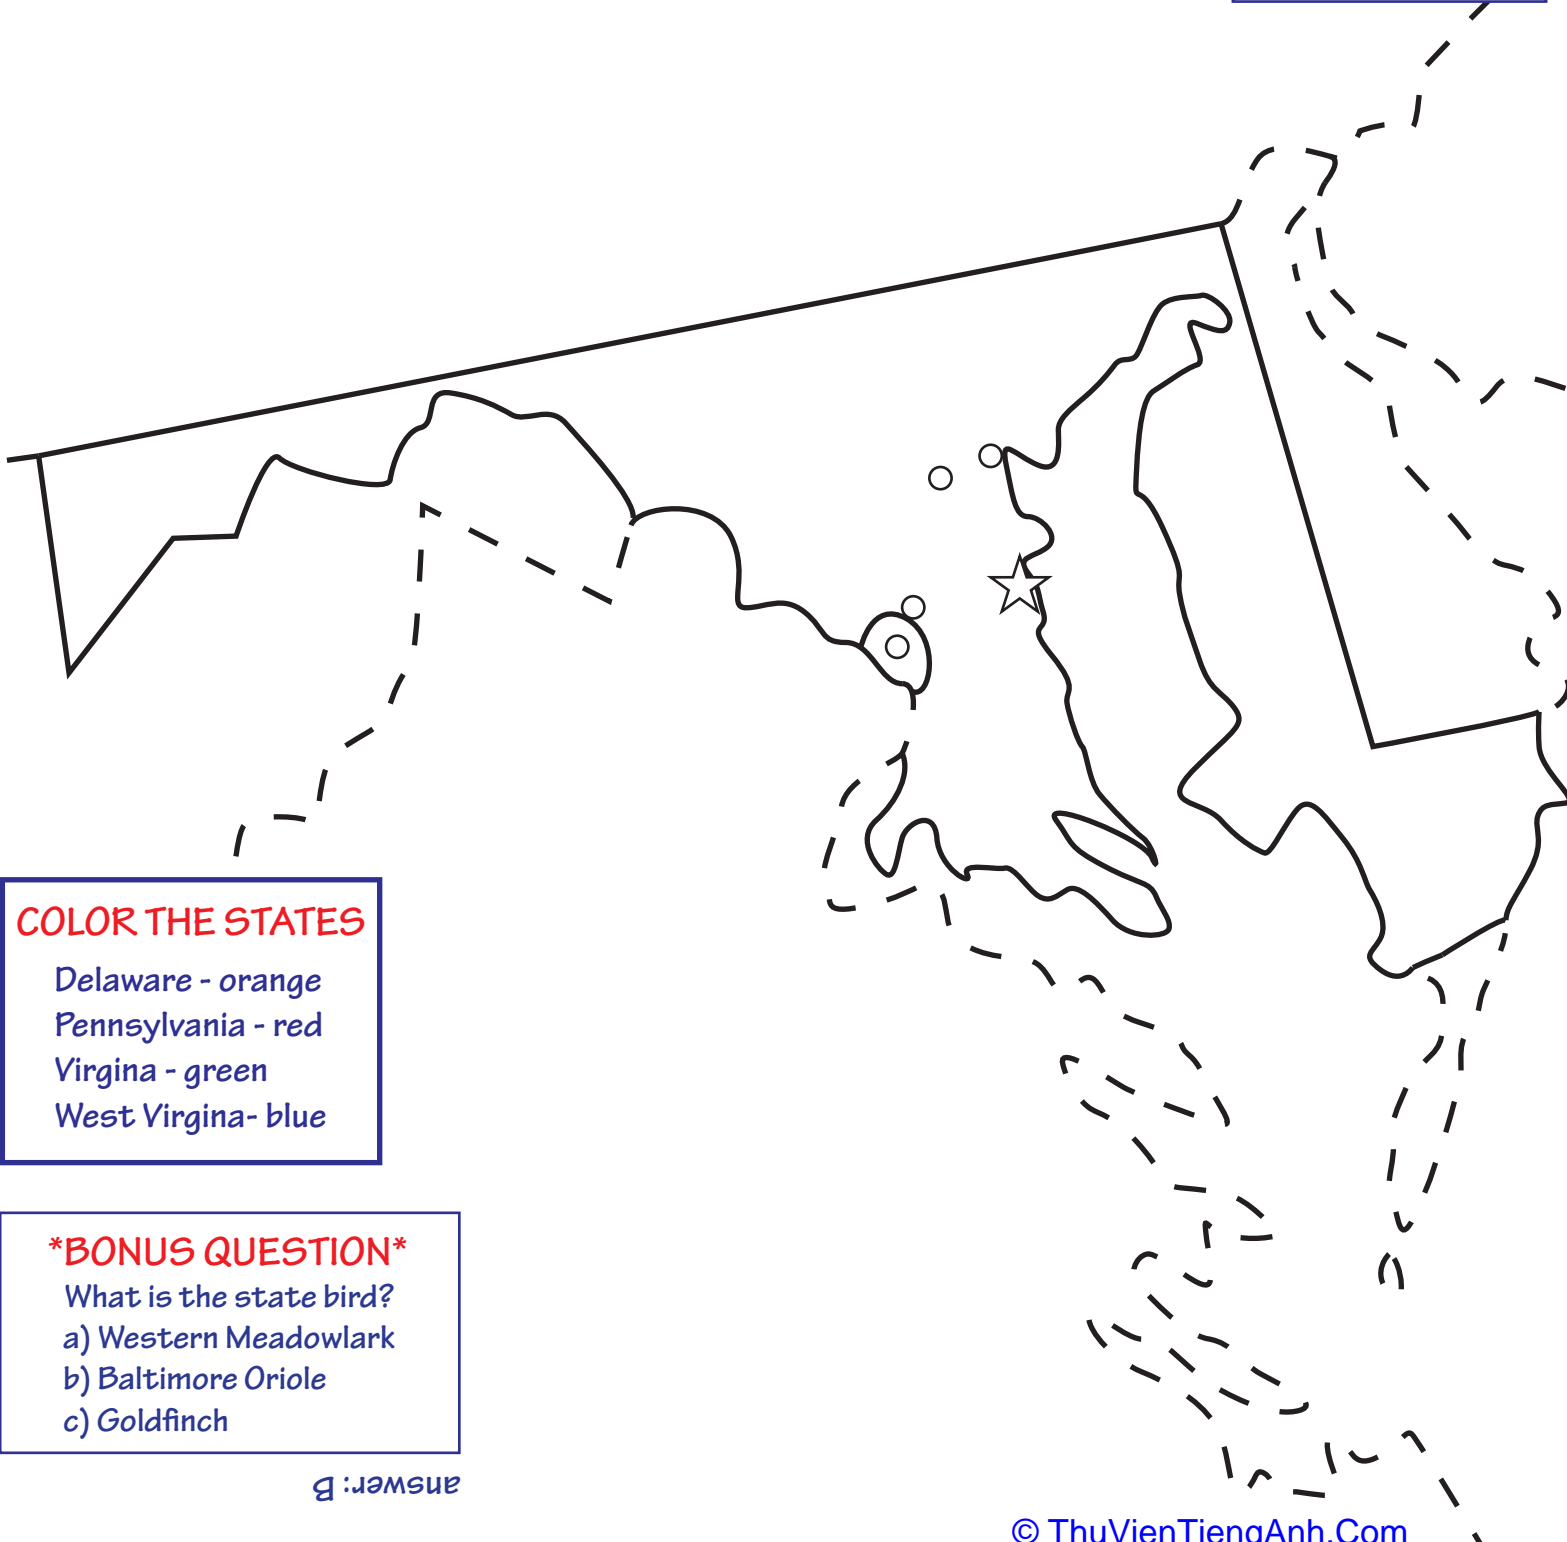 COLOR THE STATES
Delaware - orange
Pennsylvania - red
Virgina - green
West Virgina- blue
*BONUS QUESTION*
What is the state bird?
a) Western Meadowlark
b) Baltimore Oriole
c) Goldfinch
answer: B
© ThuVienTiengAnh.Com